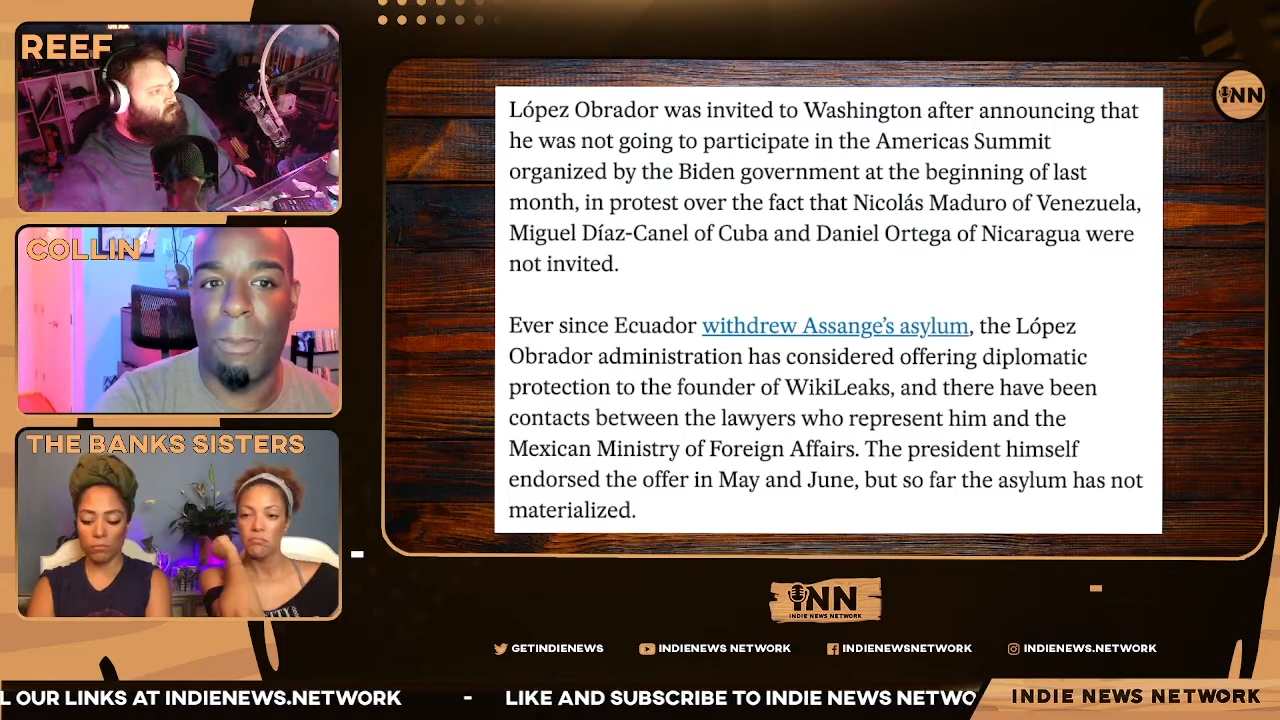 REEF
COLLIN
THE BANKS SISTERS
López Obrador was invited to Washington after announcing that
he was not going to participate in the Americas Summit
organized by the Biden government at the beginning of last
month, in protest over the fact that Nicolás Maduro of Venezuela,
Miguel Díaz-Canel of Cuba and Daniel Ortega of Nicaragua were
not invited.
Ever since Ecuador withdrew Assange’s asylum, the López
Obrador administration has considered offering diplomatic
protection to the founder of WikiLeaks, and there have been
contacts between the lawyers who represent him and the
Mexican Ministry of Foreign Affairs. The president himself
endorsed the offer in May and June, but so far the asylum has not
materialized.
INN
INN
INDIE NEWS NETWORK
GETINDIENEWS
INDIENEWS NETWORK
INDIENEWSNETWORK
INDIENEWS.NETWORK
L OUR LINKS AT INDIENEWS.NETWORK - LIKE AND SUBSCRIBE TO INDIE NEWS NETWO
INDIE NEWS NETWORK